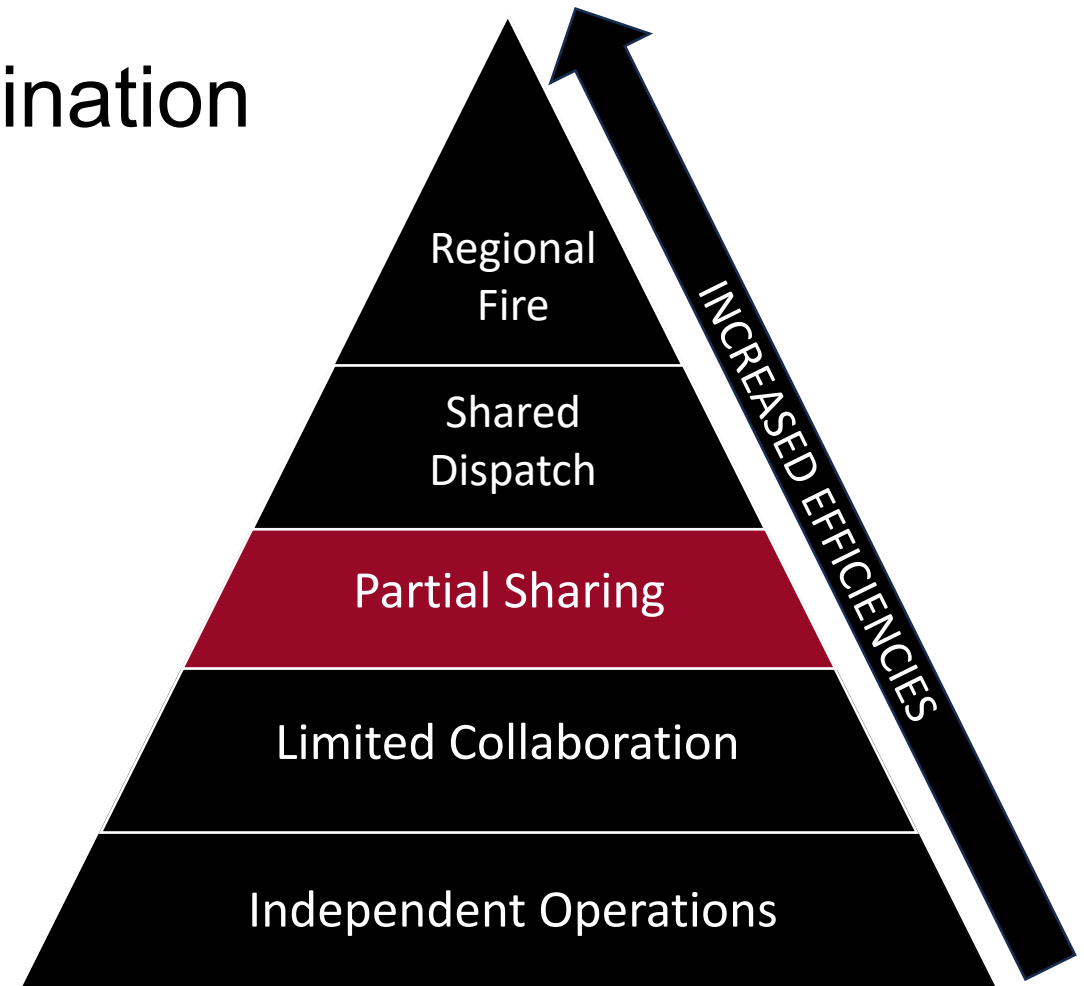 ination
Regional
Fire
Shared
Dispatch
Partial Sharing
Limited Collaboration
Independent Operations
INCREASED EFFICIENCIES